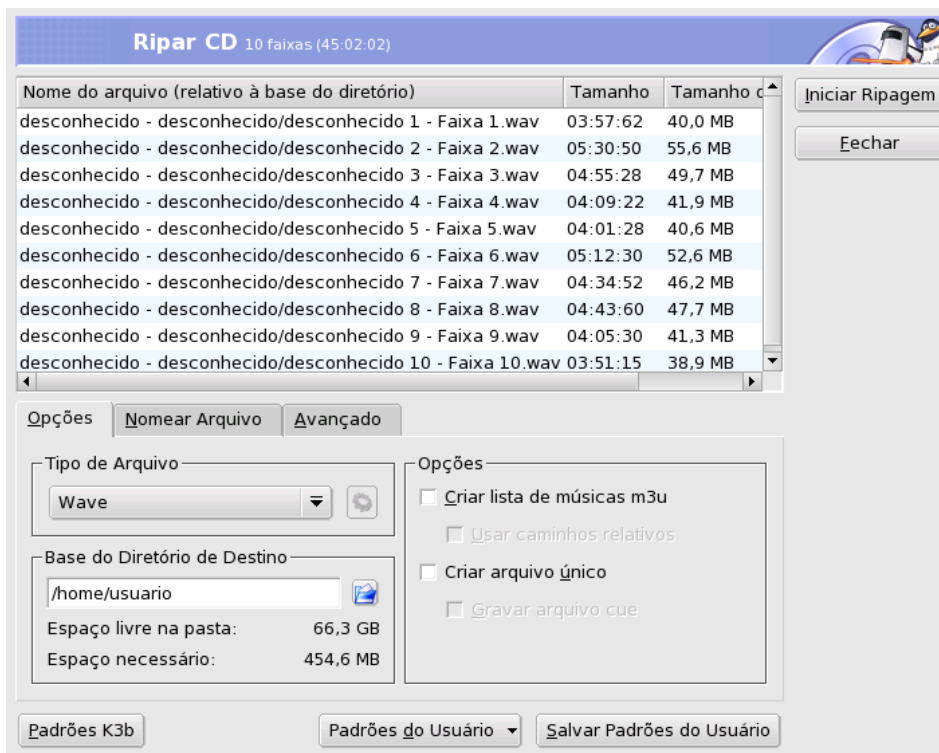 Ripar CD 10 faixas (45:02:02)
Nome do arquivo (relativo à base do diretório) Tamanho Tamanho d
desconhecido - desconhecido/desconhecido 1 - Faixa 1.wav 03:57:62 40,0 MB
desconhecido - desconhecido/desconhecido 2 - Faixa 2.wav 05:30:50 55,6 MB
desconhecido - desconhecido/desconhecido 3 - Faixa 3.wav 04:55:28 49,7 MB
desconhecido - desconhecido/desconhecido 4 - Faixa 4.wav 04:09:22 41,9 MB
desconhecido - desconhecido/desconhecido 5 - Faixa 5.wav 04:01:28 40,6 MB
desconhecido - desconhecido/desconhecido 6 - Faixa 6.wav 05:12:30 52,6 MB
desconhecido - desconhecido/desconhecido 7 - Faixa 7.wav 04:34:52 46,2 MB
desconhecido - desconhecido/desconhecido 8 - Faixa 8.wav 04:43:60 47,7 MB
desconhecido - desconhecido/desconhecido 9 - Faixa 9.wav 04:05:30 41,3 MB
desconhecido - desconhecido/desconhecido 10 - Faixa 10.wav 03:51:15 38,9 MB
Iniciar Ripagem
Fechar
Opções Nomear Arquivo Avançado
Tipo de Arquivo
Wave
Base do Diretório de Destino
/home/usuario
Espaço livre na pasta: 66,3 GB
Espaço necessário: 454,6 MB
Opções
Criar lista de músicas m3u
Usar caminhos relativos
Criar arquivo único
Gravar arquivo cue
Padrões K3b Padrões do Usuário Salvar Padrões do Usuário